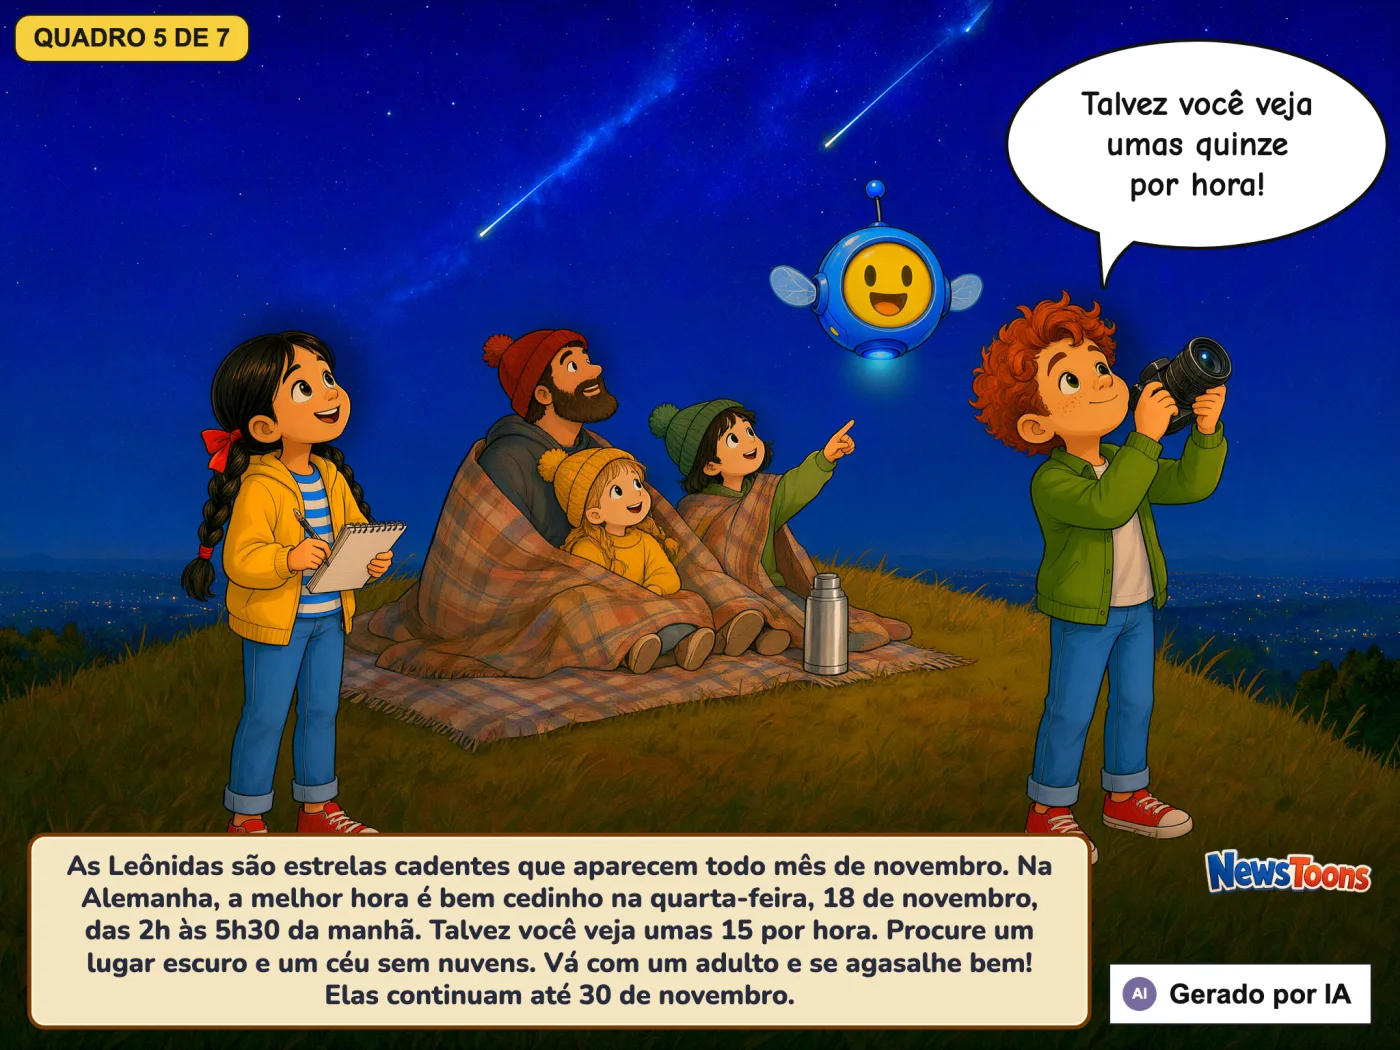 QUADRO 5 DE 7
Talvez você veja
umas quinze
por hora!
As Leônidas são estrelas cadentes que aparecem todo mês de novembro. Na
Alemanha, a melhor hora é bem cedinho na quarta-feira, 18 de novembro,
das 2h às 5h30 da manhã. Talvez você veja umas 15 por hora. Procure um
lugar escuro e um céu sem nuvens. Vá com um adulto e se agasalhe bem!
Elas continuam até 30 de novembro.
NewsToons
AI Gerado por IA